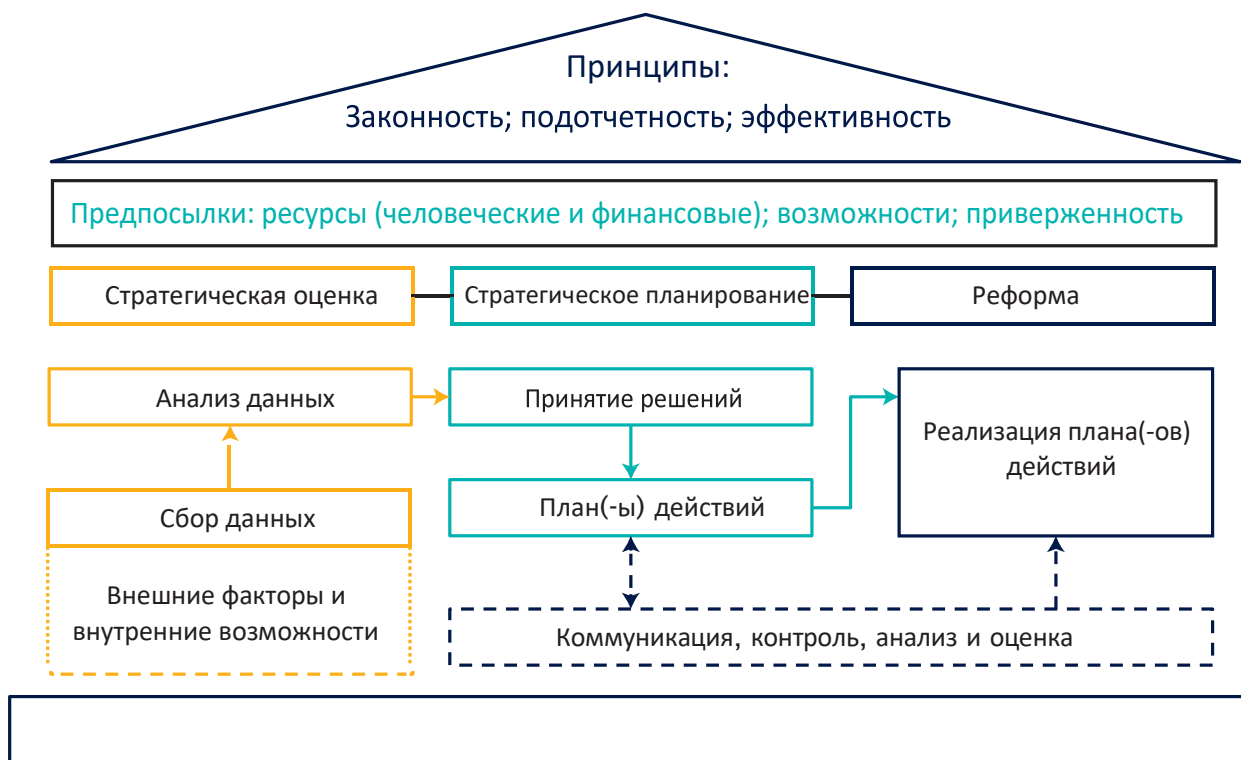 Принципы:
Законность; подотчетность; эффективность
Предпосылки: ресурсы (человеческие и финансовые); возможности; приверженность
Стратегическая оценка
Стратегическое планирование
Реформа
Анализ данных
Принятие решений
Реализация плана(-ов)
действий
Сбор данных
План(-ы) действий
Внешние факторы и
внутренние возможности
Коммуникация, контроль, анализ и оценка